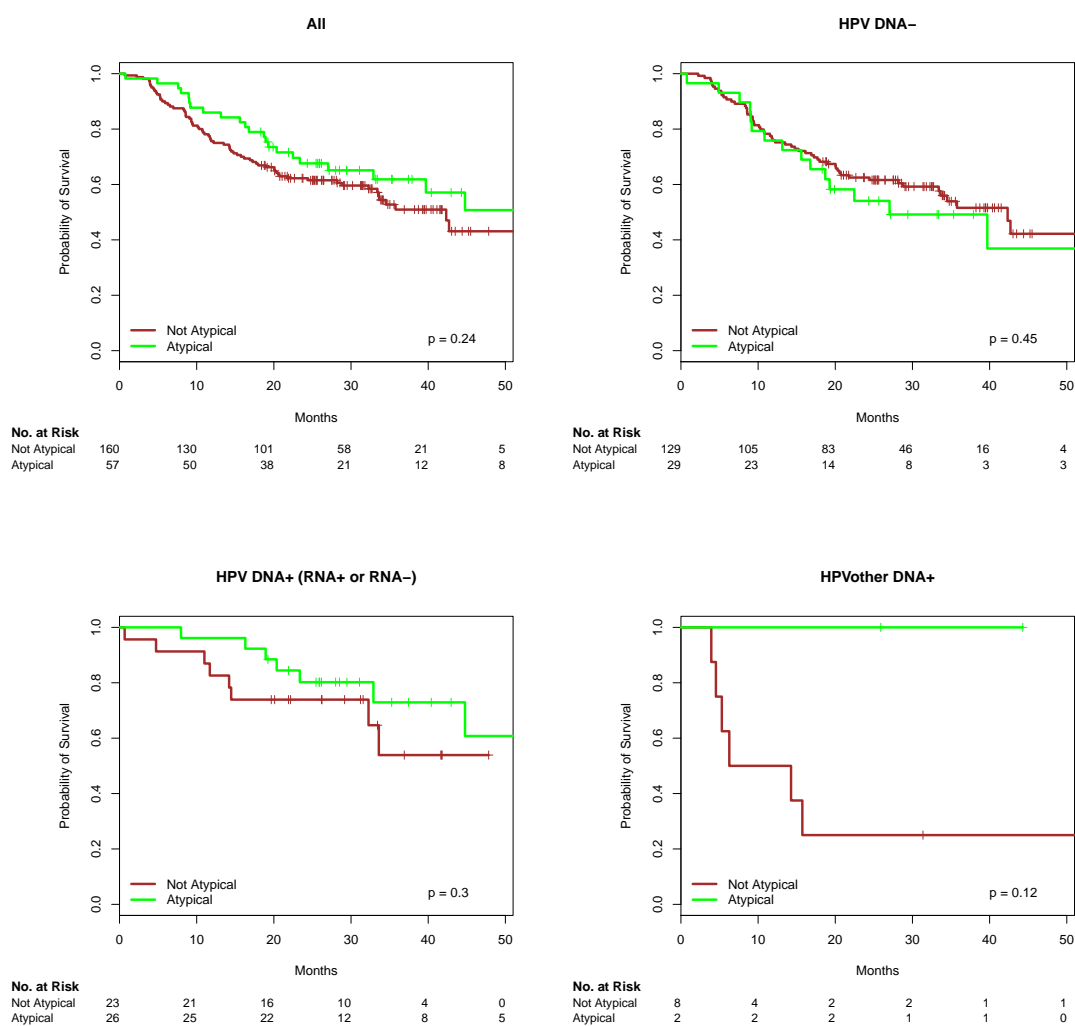 All
1.0
0.8
0.6
0.4
0.2
0.0
Probability of Survival
Not Atypical
Atypical
p = 0.24
0 10 20 30 40 50
Months
No. at Risk
Not Atypical 160 130 101 58 21 5
Atypical 57 50 38 21 12 8
HPV DNA−
1.0
0.8
0.6
0.4
0.2
0.0
Probability of Survival
Not Atypical
Atypical
p = 0.45
0 10 20 30 40 50
Months
No. at Risk
Not Atypical 129 105 83 46 16 4
Atypical 29 23 14 8 3 3
HPV DNA+ (RNA+ or RNA−)
1.0
0.8
0.6
0.4
0.2
0.0
Probability of Survival
Not Atypical
Atypical
p = 0.3
0 10 20 30 40 50
Months
No. at Risk
Not Atypical 23 21 16 10 4 0
Atypical 26 25 22 12 8 5
HPVother DNA+
1.0
0.8
0.6
0.4
0.2
0.0
Probability of Survival
Not Atypical
Atypical
p = 0.12
0 10 20 30 40 50
Months
No. at Risk
Not Atypical 8 4 2 2 1 1
Atypical 2 2 2 1 1 0